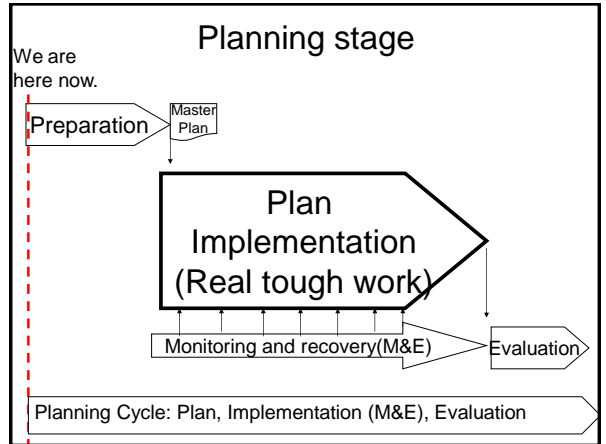 Planning stage
We are
here now.
Preparation
Master
Plan
Plan
Implementation
(Real tough work)
Monitoring and recovery(M&E)
Evaluation
Planning Cycle: Plan, Implementation (M&E), Evaluation